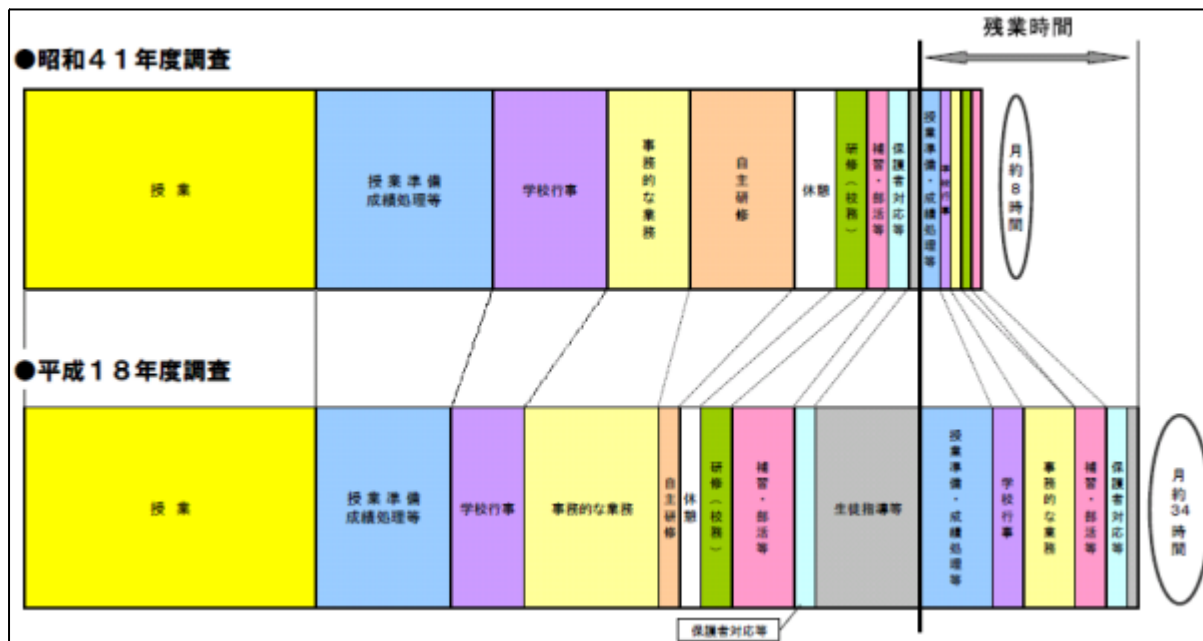 残業時間
●昭和４１年度調査
授業
授業準備
成績処理等
学校行事
事務的な業務
自主研修
休憩
研修（校務）
補習・部活等
保護者対応等
授業準備・成績処理等
学校行事
月約８時間
●平成１８年度調査
授業
授業準備
成績処理等
学校行事
事務的な業務
自主研修
休憩
研修（校務）
補習・部活等
生徒指導等
授業準備・成績処理等
学校行事
事務的な業務
補習・部活等
保護者対応等
月約34時間
保護者対応等